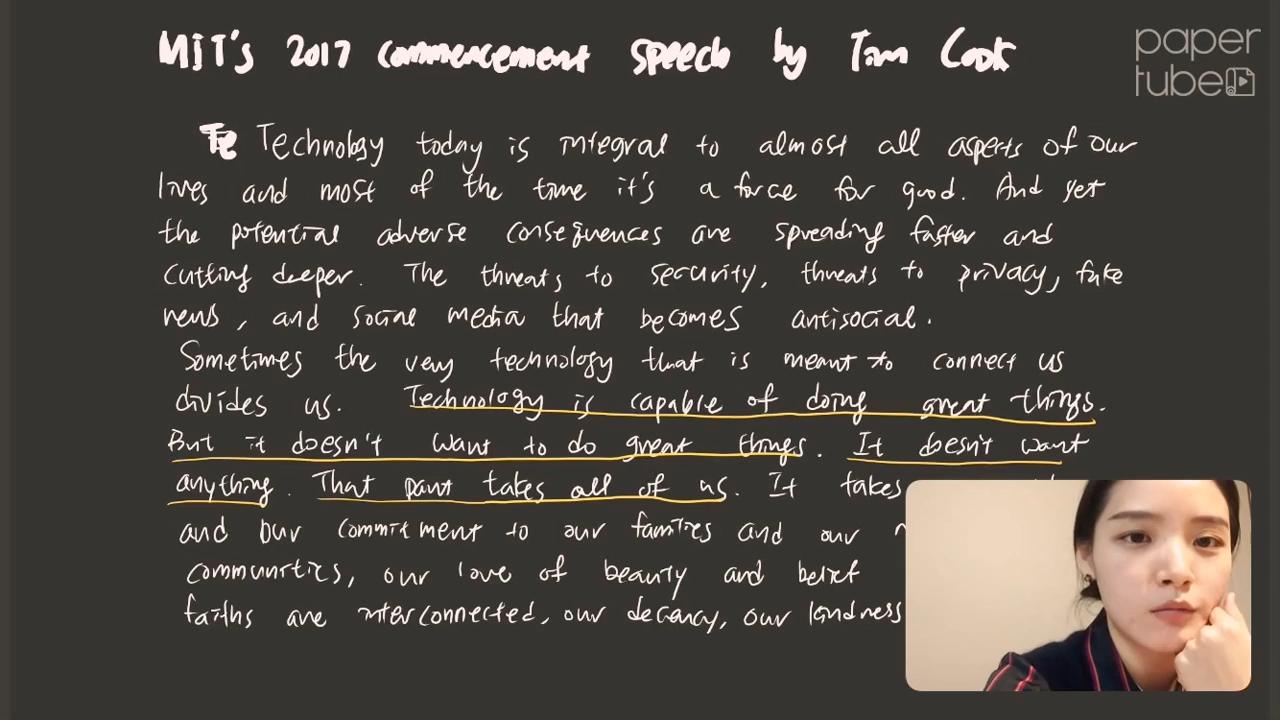 MIT's 2017 commencement speech by Tim Cook
paper
tube
Te Technology today is integral to almost all aspects of our
lives and most of the time it's a force for good. And yet
the potential adverse consequences are spreading faster and
cutting deeper. The threats to security, threats to privacy, fake
news, and social media that becomes antisocial.
Sometimes the very technology that is meant to connect us
divides us. Technology is capable of doing great things.
But it doesn't want to do great things. It doesn't want
anything. That part takes all of us. It takes
and our commitment to our families and our
communities, our love of beauty and belief
faiths are interconnected, our decency, our kindness